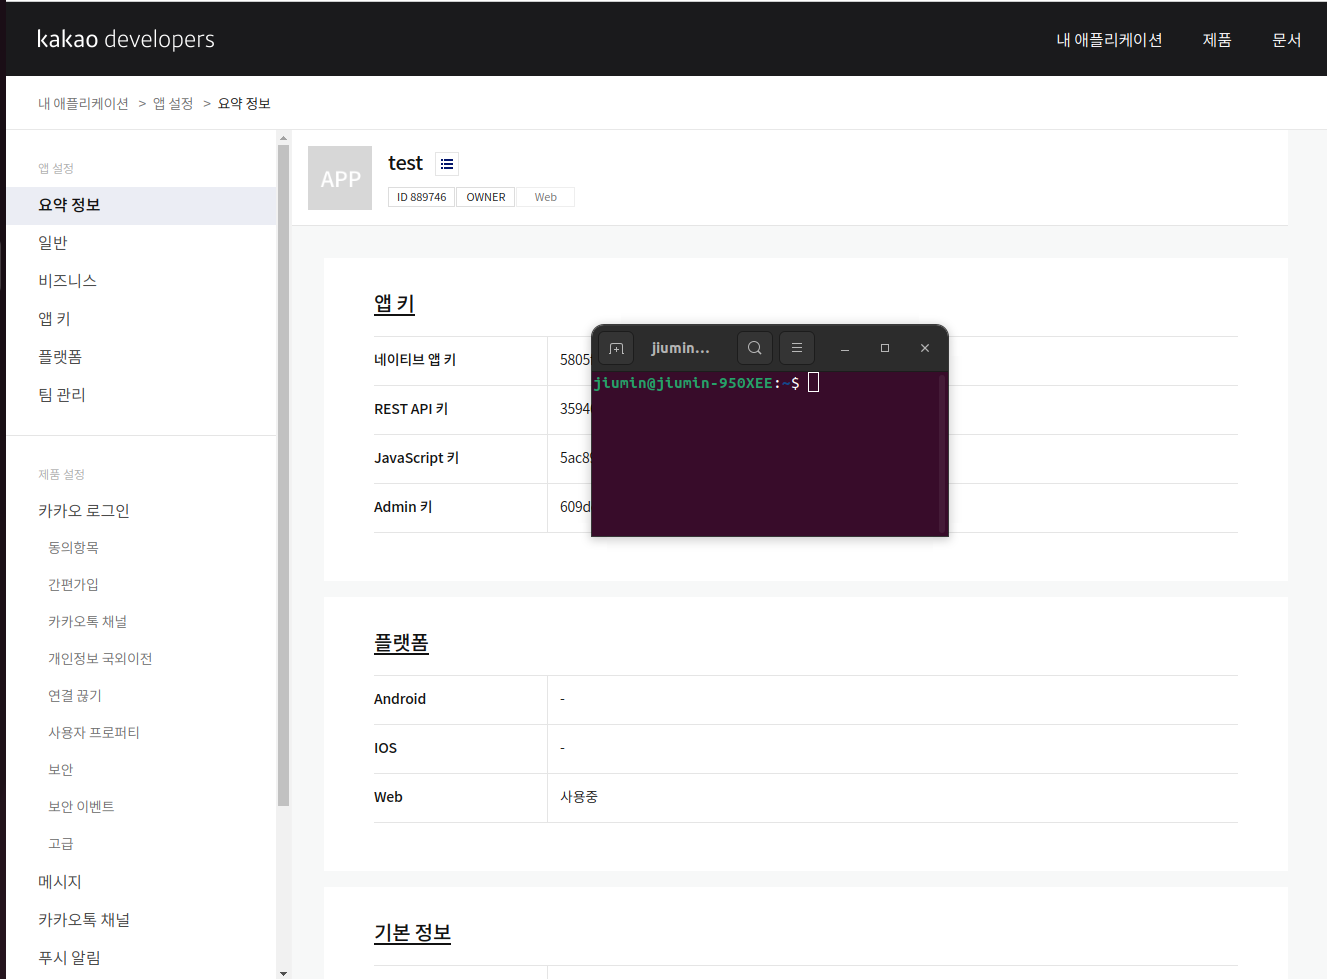 kakao developers
내 애플리케이션 제품 문서
내 애플리케이션 > 앱 설정 > 요약 정보
앱 설정
요약 정보
일반
비즈니스
앱 키
플랫폼
팀 관리
제품 설정
카카오 로그인
동의항목
간편가입
카카오톡 채널
개인정보 국외이전
연결 끊기
사용자 프로퍼티
보안
보안 이벤트
고급
메시지
카카오톡 채널
푸시 알림
APP
test
ID 889746 OWNER Web
앱 키
네이티브 앱 키 5805
REST API 키 3594
JavaScript 키 5ac8
Admin 키 609d
jiumin...
jiumin@jiumin-950XEE:~$
플랫폼
Android -
IOS -
Web 사용중
기본 정보